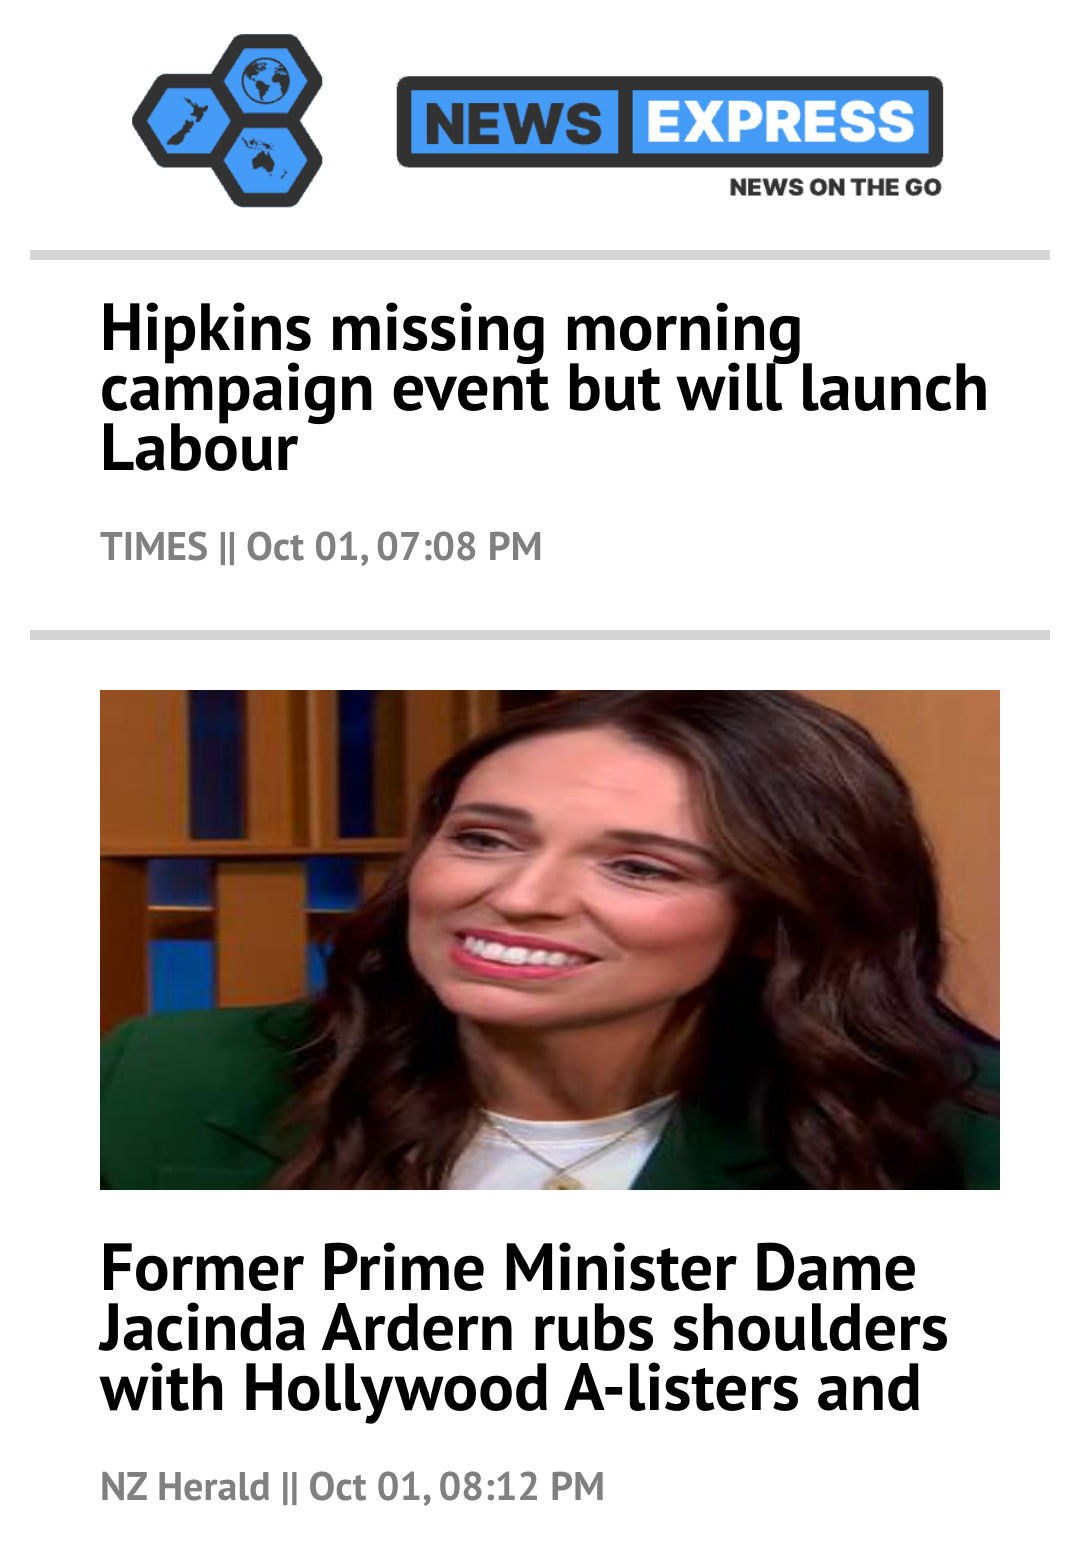 NEWS EXPRESS
NEWS ON THE GO
Hipkins missing morning
campaign event but will launch
Labour
TIMES || Oct 01, 07:08 PM
Former Prime Minister Dame
Jacinda Ardern rubs shoulders
with Hollywood A-listers and
NZ Herald || Oct 01, 08:12 PM